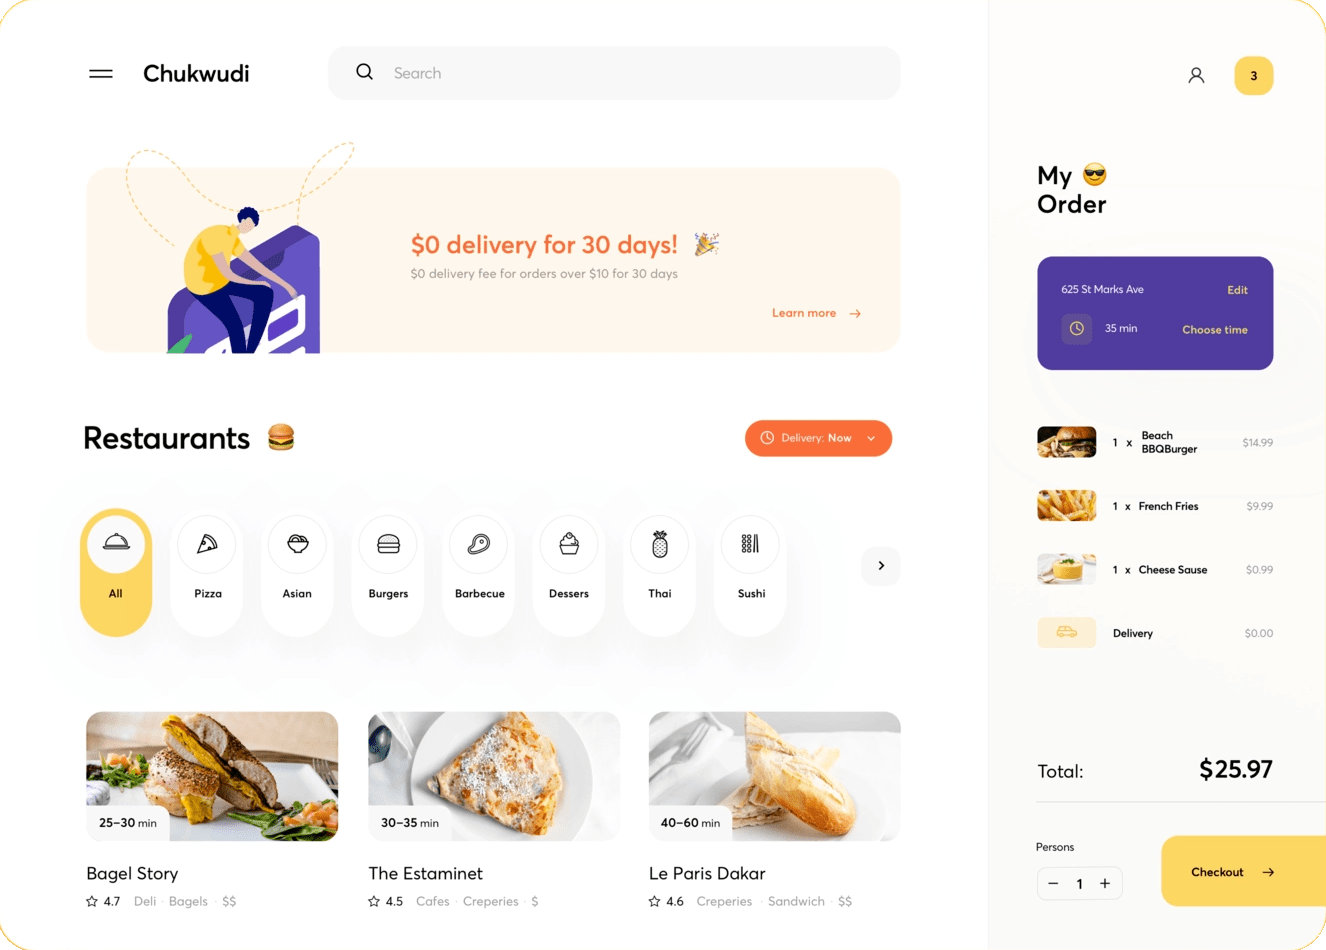 Chukwudi
Search
3
$0 delivery for 30 days!
$0 delivery fee for orders over $10 for 30 days
Learn more
Restaurants
Delivery: Now
All
Pizza
Asian
Burgers
Barbecue
Dessers
Thai
Sushi
25–30 min
30–35 min
40–60 min
Bagel Story
The Estaminet
Le Paris Dakar
4.7 Deli · Bagels · $$
4.5 Cafes · Creperies · $
4.6 Creperies · Sandwich · $$
My
Order
625 St Marks Ave
Edit
35 min
Choose time
1 x Beach
BBQBurger
$14.99
1 x French Fries
$9.99
1 x Cheese Sause
$0.99
Delivery
$0.00
Total:
$25.97
Persons
1
Checkout